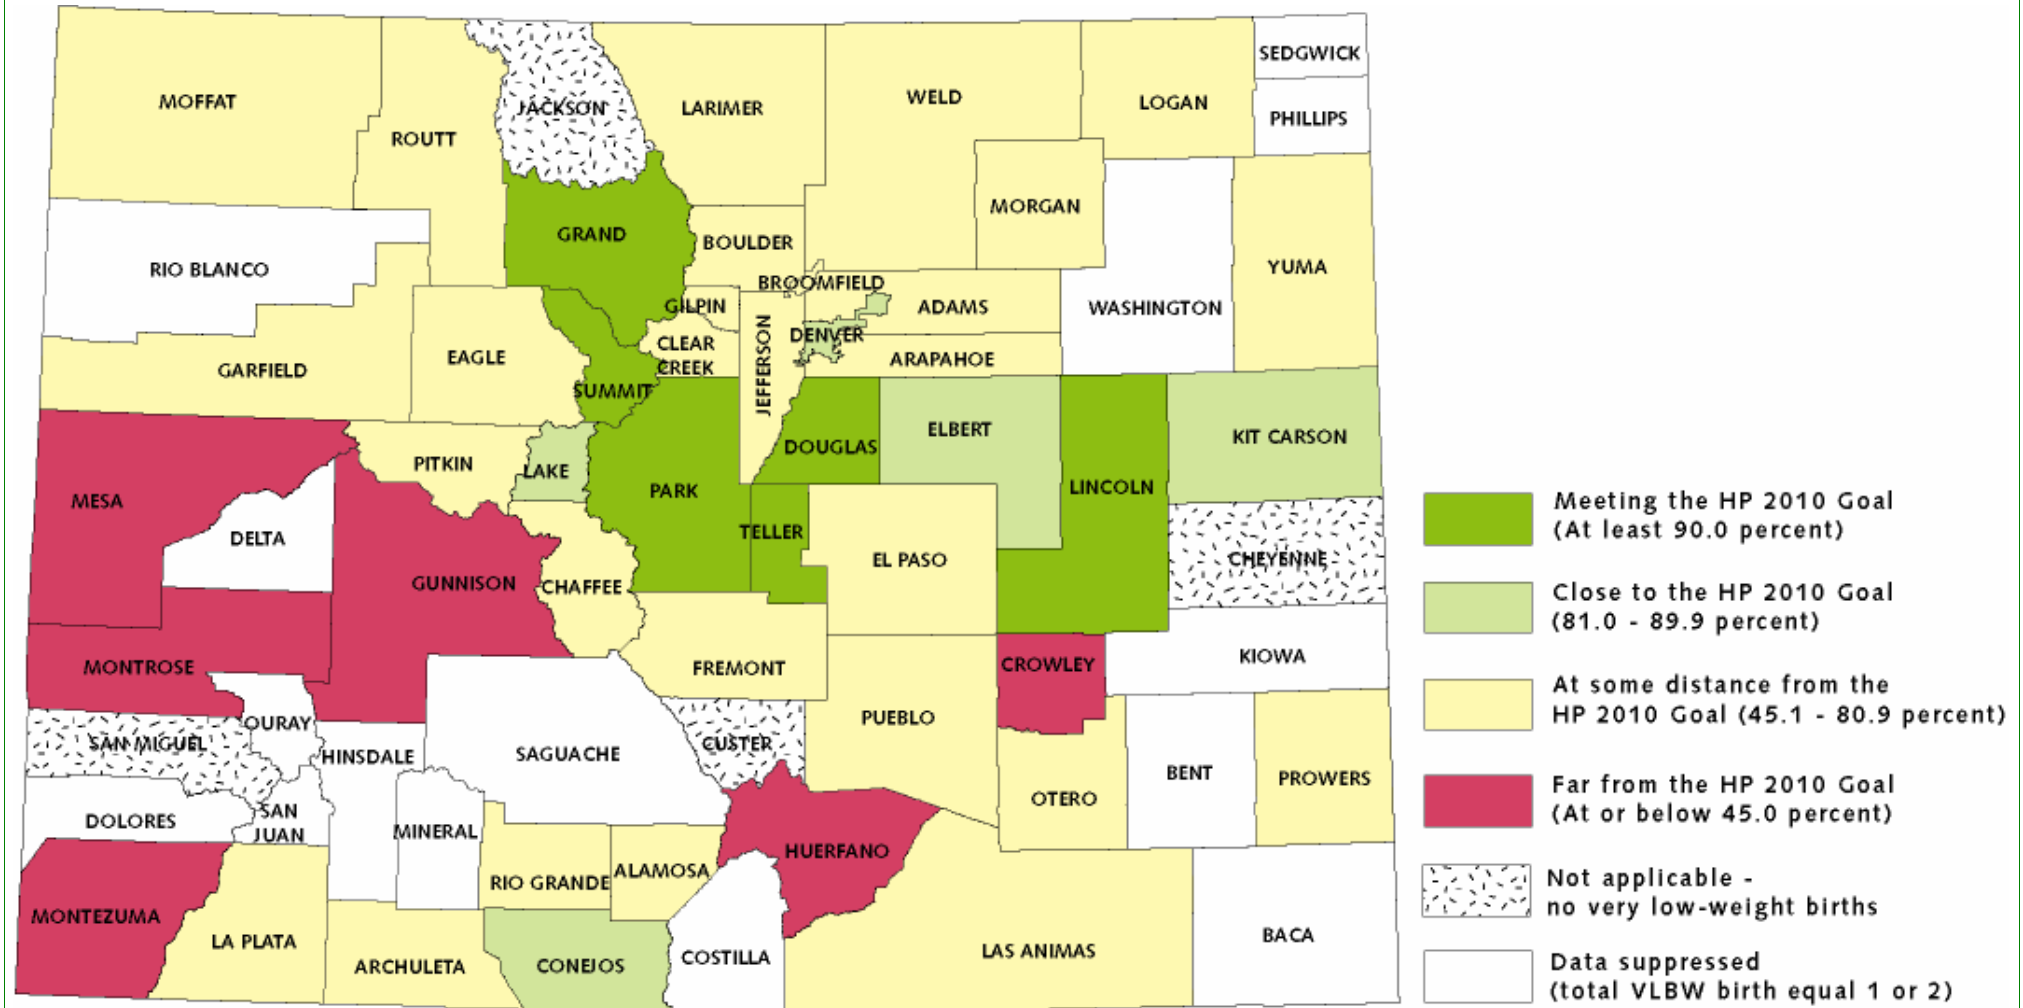 SEDGWICK
MOFFAT
JACKSON
LARIMER
WELD
LOGAN
PHILLIPS
ROUTT
MORGAN
GRAND
BOULDER
RIO BLANCO
YUMA
BROOMFIELD
GILPIN
ADAMS
WASHINGTON
DENVER
CLEAR
CREEK
JEFFERSON
EAGLE
ARAPAHOE
GARFIELD
SUMMIT
ELBERT
KIT CARSON
DOUGLAS
PITKIN
LAKE
PARK
LINCOLN
MESA
TELLER
DELTA
EL PASO
CHEYENNE
GUNNISON
CHAFFEE
MONTROSE
FREMONT
CROWLEY
KIOWA
OURAY
PUEBLO
SAN MIGUEL
CUSTER
HINSDALE
SAGUACHE
BENT
PROWERS
OTERO
SAN
JUAN
DOLORES
MINERAL
HUERFANO
ALAMOSA
RIO GRANDE
MONTEZUMA
LA PLATA
ARCHULETA
CONEJOS
COSTILLA
LAS ANIMAS
BACA
Meeting the HP 2010 Goal
(At least 90.0 percent)
Close to the HP 2010 Goal
(81.0 - 89.9 percent)
At some distance from the
HP 2010 Goal (45.1 - 80.9 percent)
Far from the HP 2010 Goal
(At or below 45.0 percent)
Not applicable -
no very low-weight births
Data suppressed
(total VLBW birth equal 1 or 2)